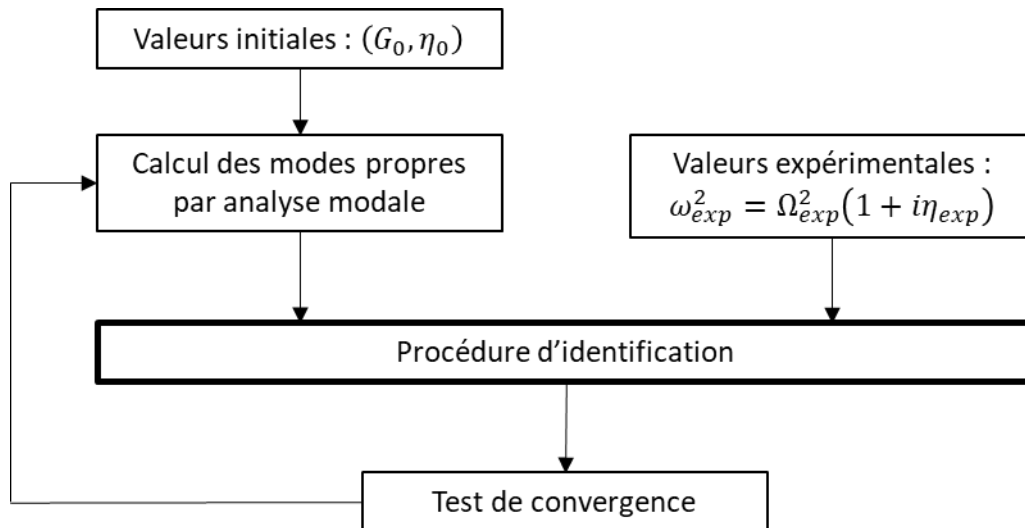 Valeurs initiales : (𝐺₀, 𝜂₀)
Calcul des modes propres
par analyse modale
Valeurs expérimentales :
𝜔²ₑₓₚ = Ω²ₑₓₚ(1 + 𝑖𝜂ₑₓₚ)
Procédure d’identification
Test de convergence